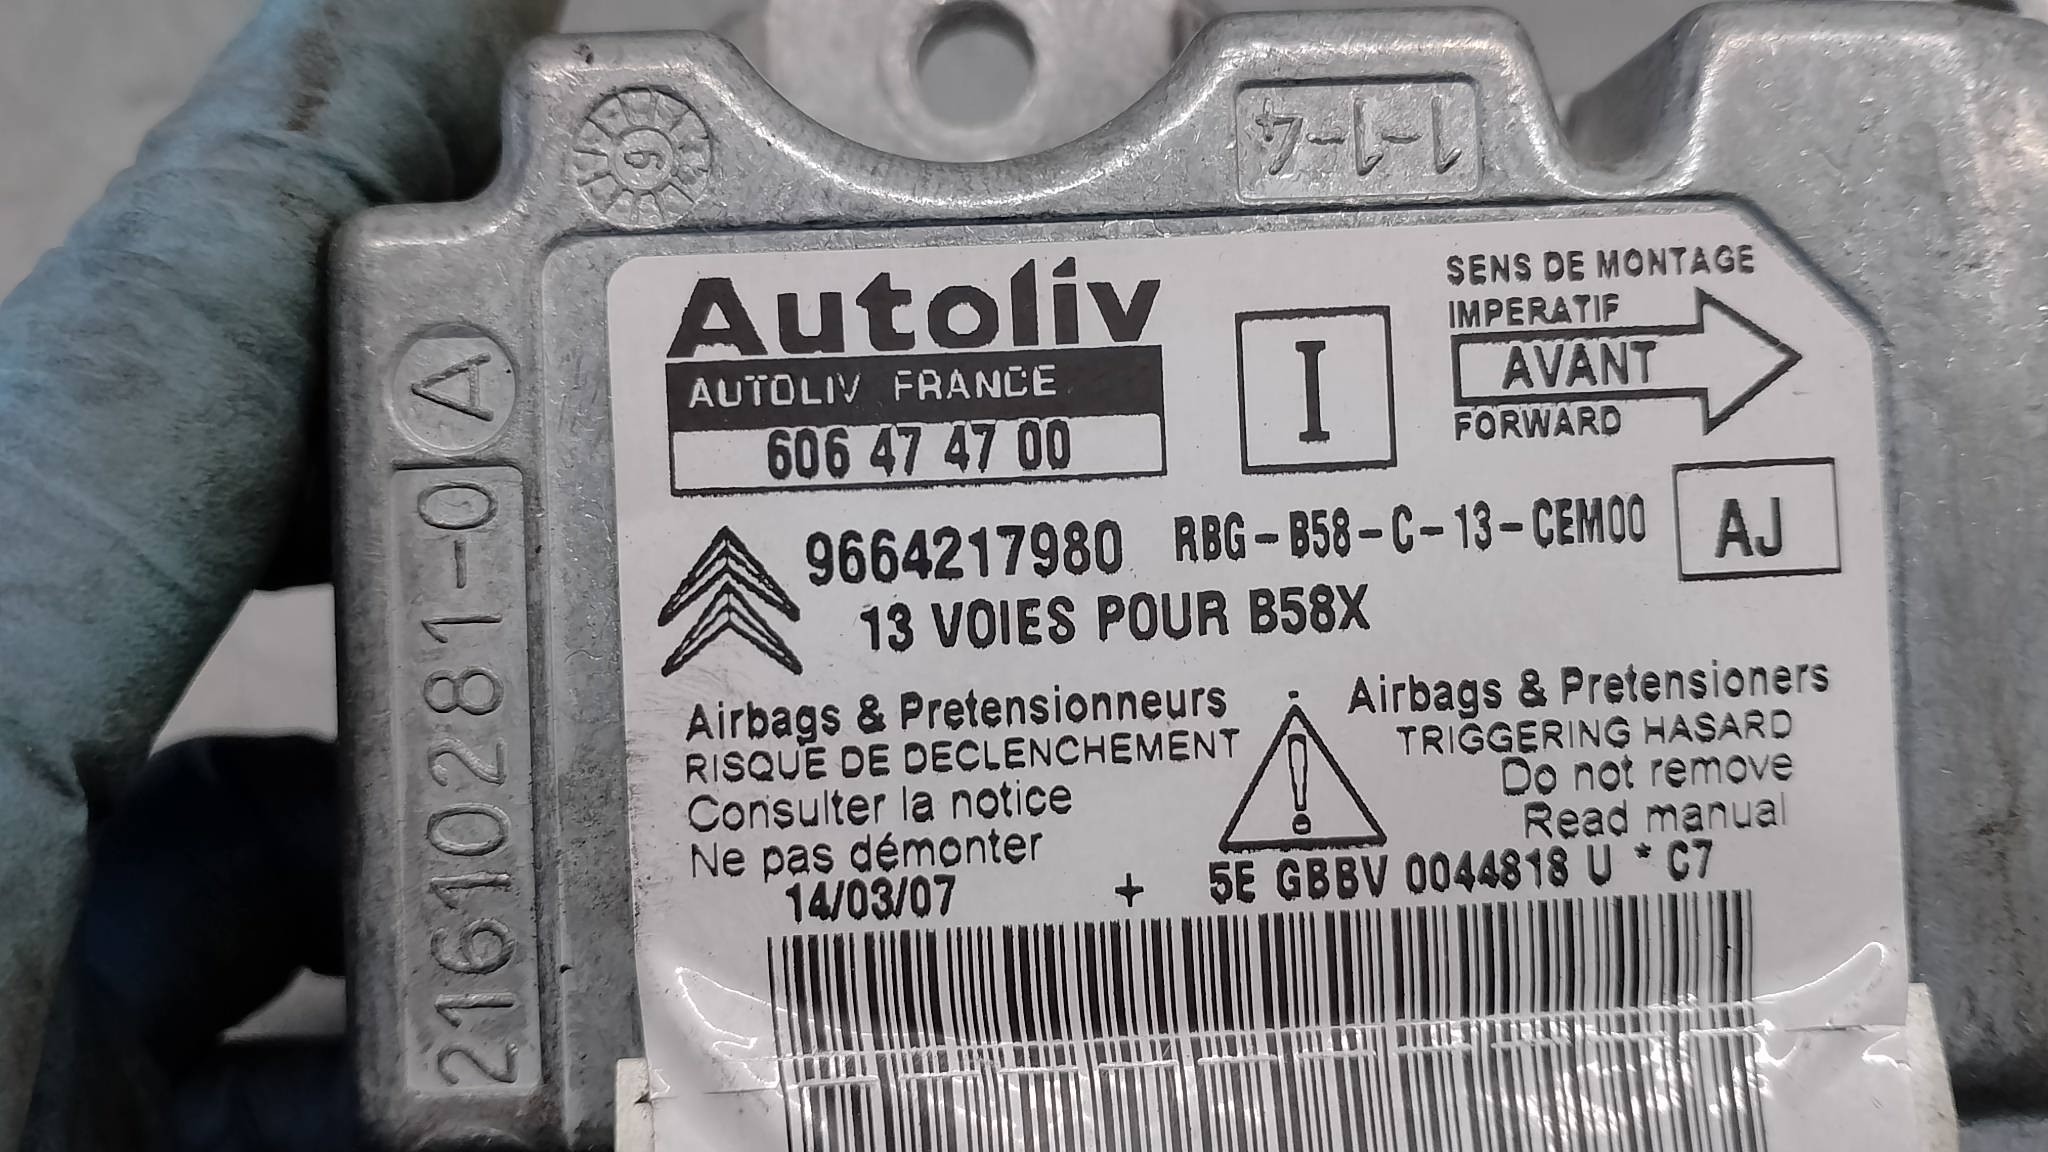 6
1-1-4
Autoliv
AUTOLIV FRANCE
606 47 47 00
I
SENS DE MONTAGE
IMPERATIF
AVANT
FORWARD
A
21610281-0
9664217980 RBG-B58-C-13-CEM00
AJ
13 VOIES POUR B58X
Airbags & Pretensionneurs
RISQUE DE DECLENCHEMENT
Consulter la notice
Ne pas démonter
Airbags & Pretensioners
TRIGGERING HASARD
Do not remove
Read manual
14/03/07 + 5E GBBV 0044818 U * C7